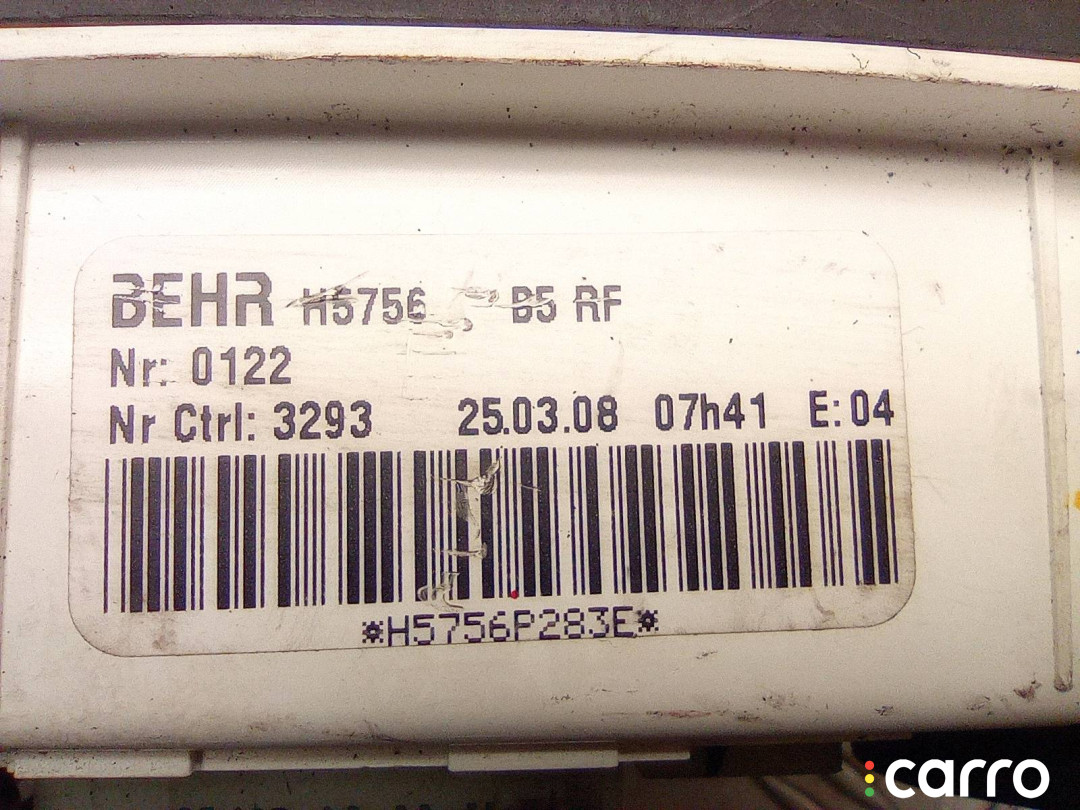 BEHR H5756 B5 RF
Nr: 0122
Nr Ctrl: 3293 25.03.08 07h41 E: 04
*H5756P283E*
carro